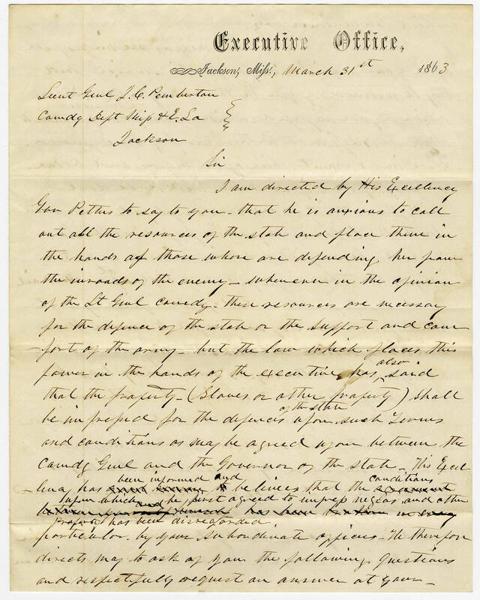 Executive Office,
Jackson, Miss, March 31st 1863
Lieut Genl J. C. Pemberton
Comdg Dept Miss & E. La
Jackson
Sir
I am directed by His Excellency
Gov Pettus to say to you - that he is anxious to call
out all the resources of the state and place them in
the hands of those who are defending her from
the inroads of the enemy - whenever in the opinion
of the Lt Genl comdg - these resources are necessary
for the defence of the state or the support and com
fort of the army - but the law which places this
power in the hands of the executive, has also said
that the property - (slaves or other property) shall
be impressed for the defences of the state upon such terms
and conditions as may be agreed upon between the
Comdg Genl and the Governor of the state - His Excel
lency has been informed and believes that the conditions
upon which he first agreed to impress negroes and other
property has been disregarded
particular by your subordinate officers - He therefore
directs me to ask of you the following questions
and respectfully request an answer at your -